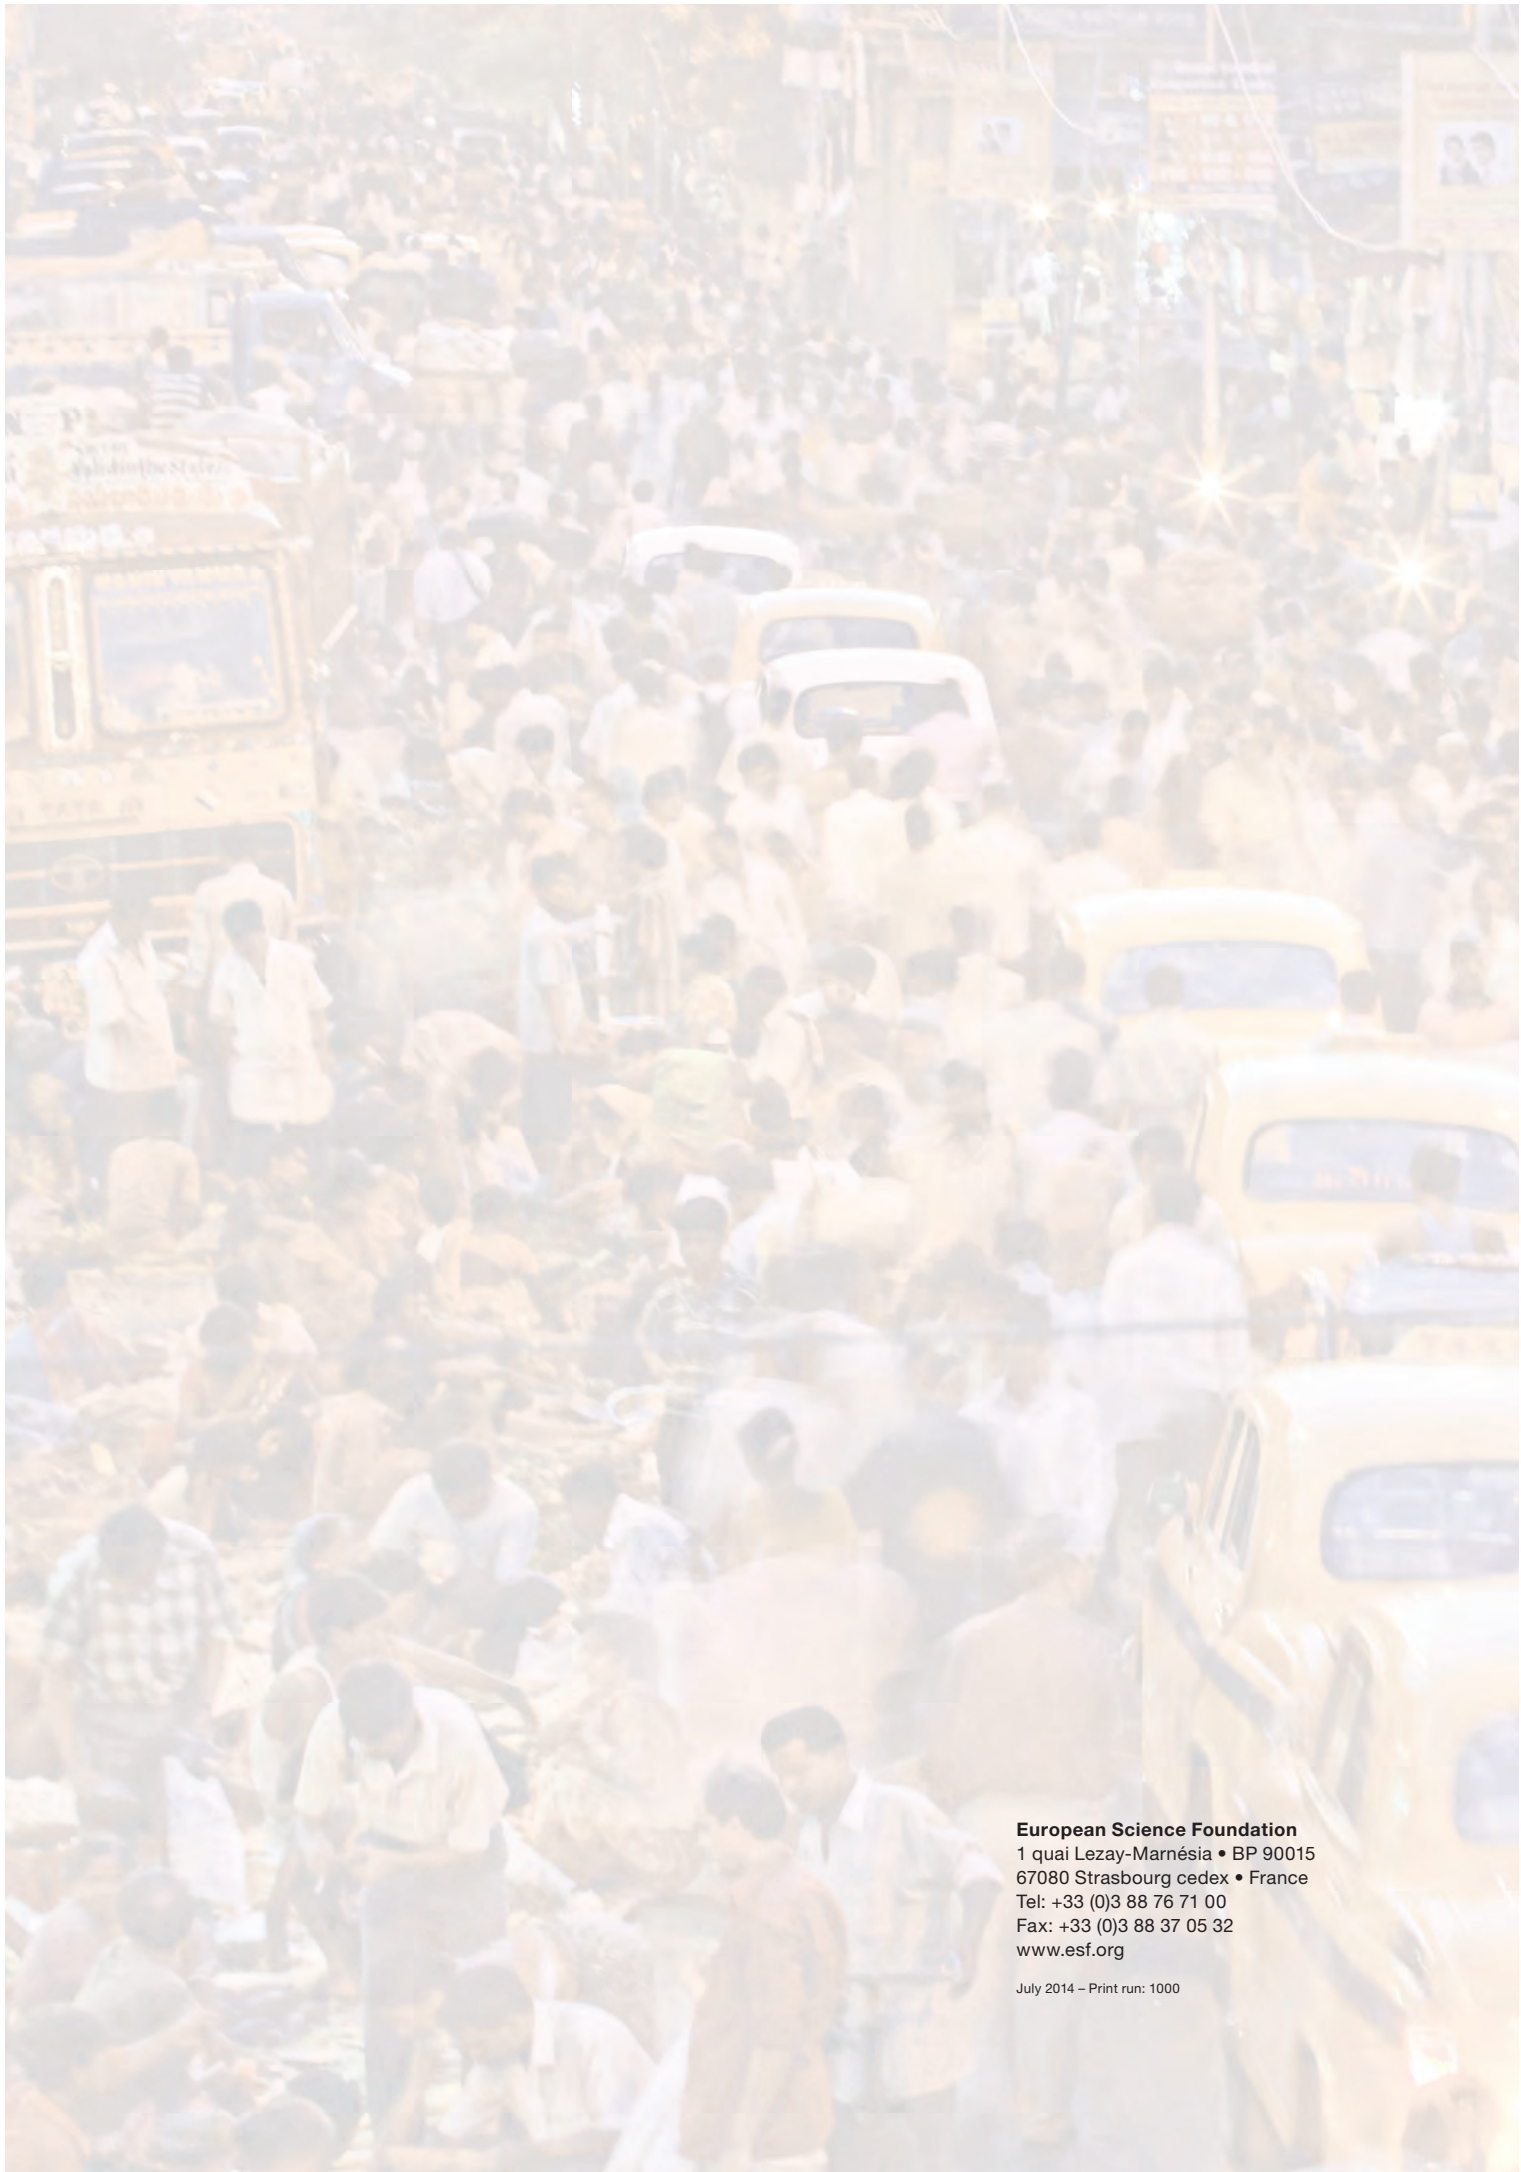 European Science Foundation
1 quai Lezay-Marnésia • BP 90015
67080 Strasbourg cedex • France
Tel: +33 (0)3 88 76 71 00
Fax: +33 (0)3 88 37 05 32
www.esf.org
July 2014 – Print run: 1000